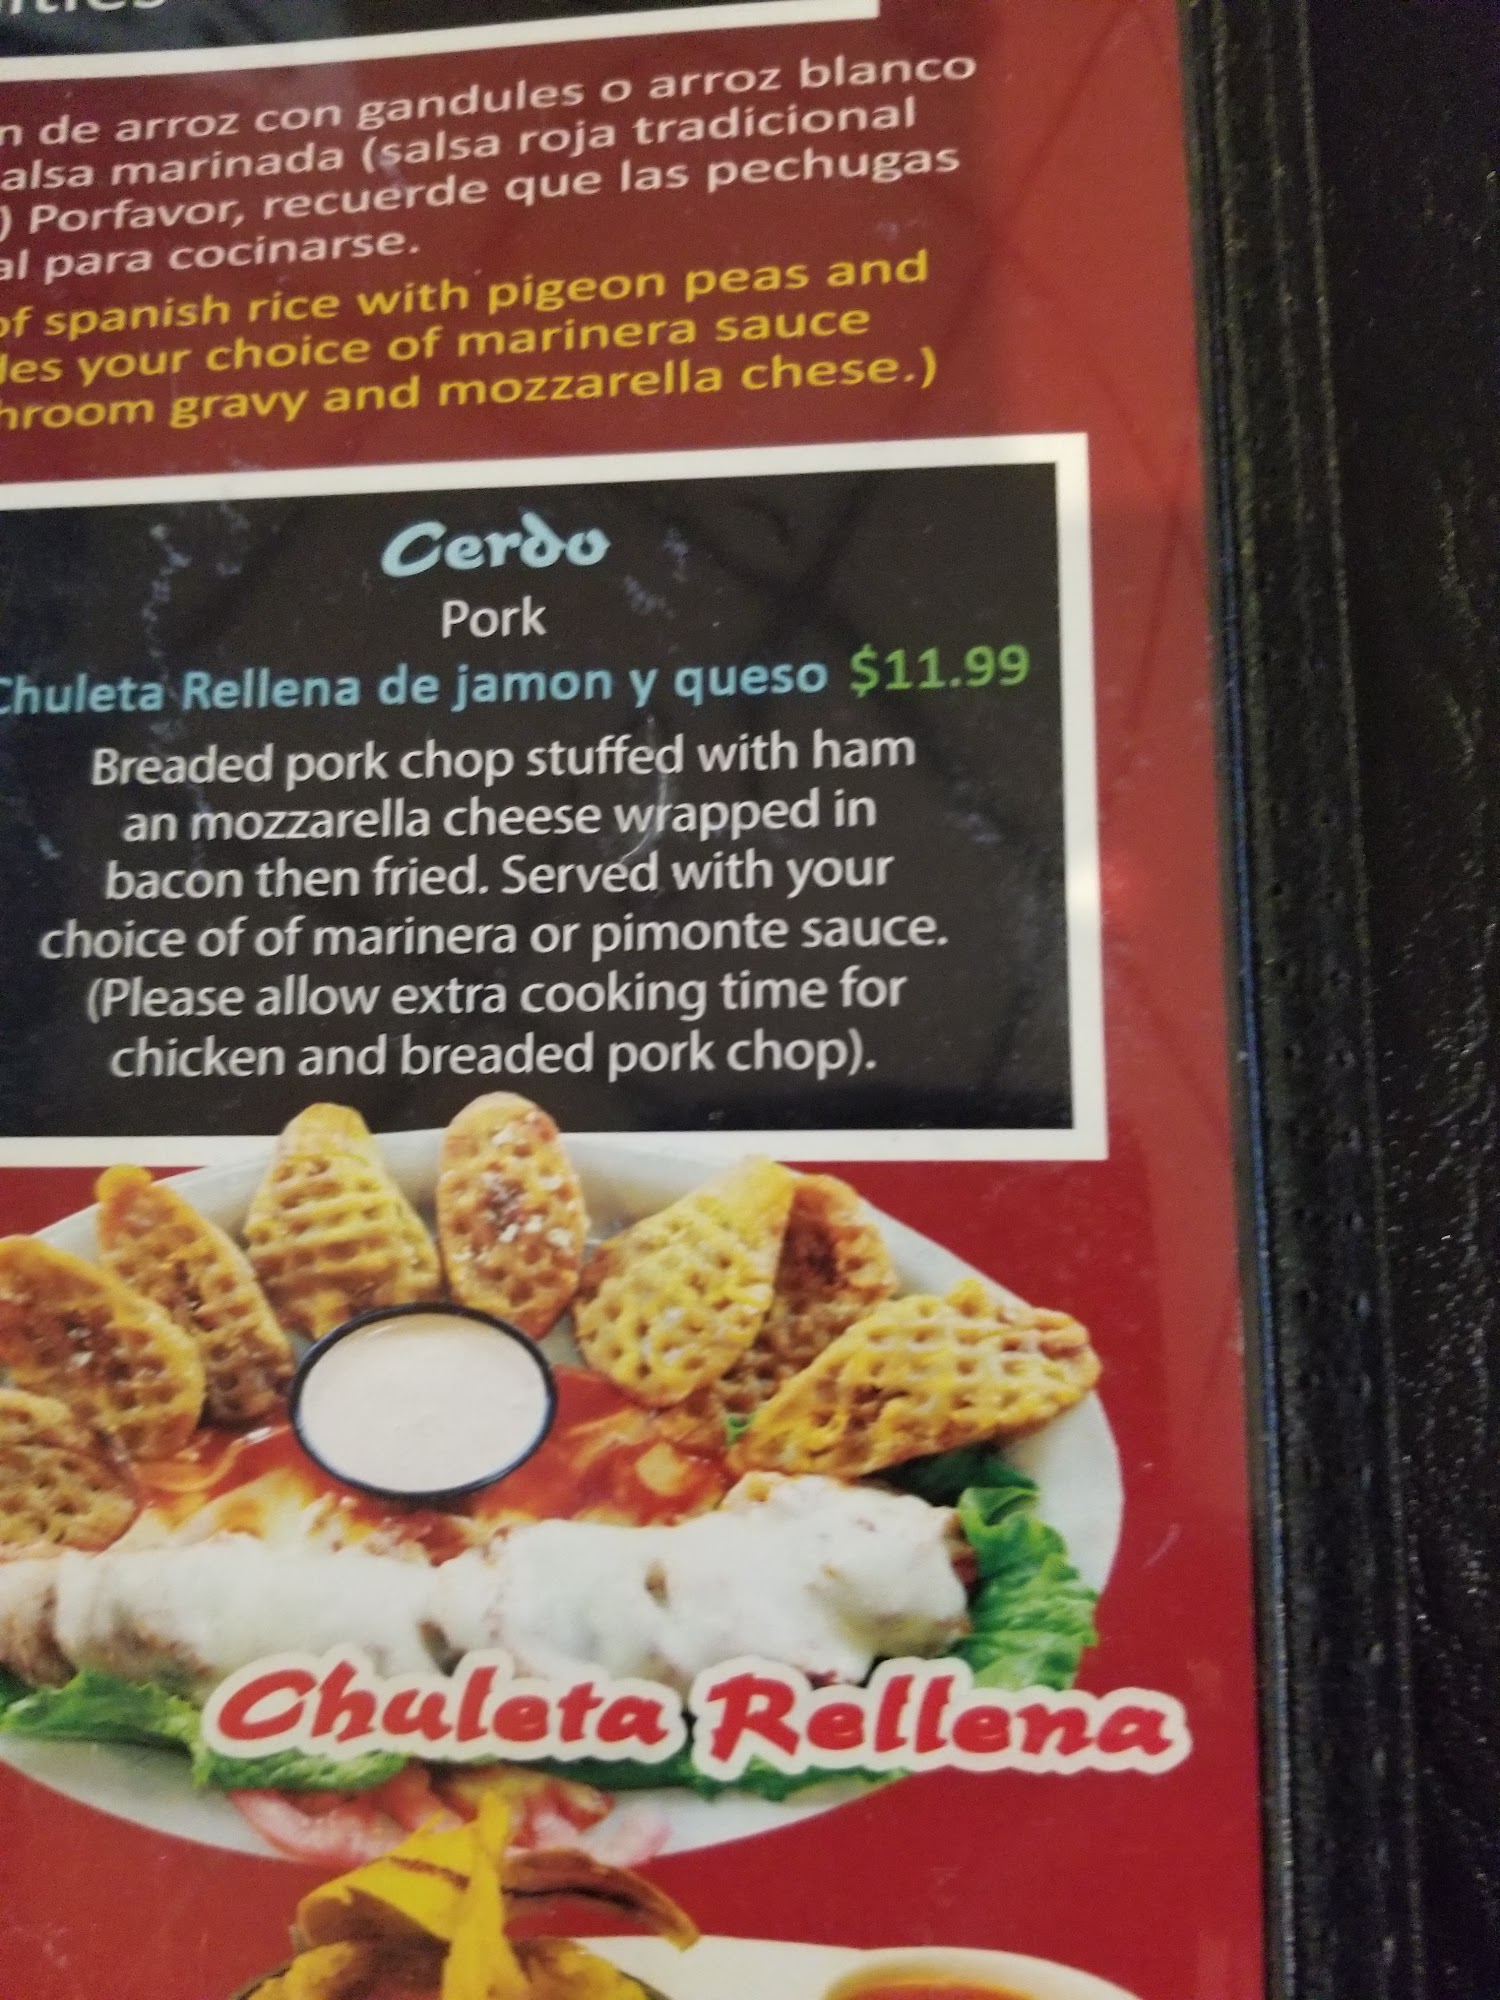 n de arroz con gandules o arroz blanco
alsa marinada (salsa roja tradicional
) Porfavor, recuerde que las pechugas
al para cocinarse.
of spanish rice with pigeon peas and
des your choice of marinera sauce
hroom gravy and mozzarella chese.)
Cerdo
Pork
Chuleta Rellena de jamon y queso $11.99
Breaded pork chop stuffed with ham
an mozzarella cheese wrapped in
bacon then fried. Served with your
choice of of marinera or pimonte sauce.
(Please allow extra cooking time for
chicken and breaded pork chop).
Chuleta Rellena